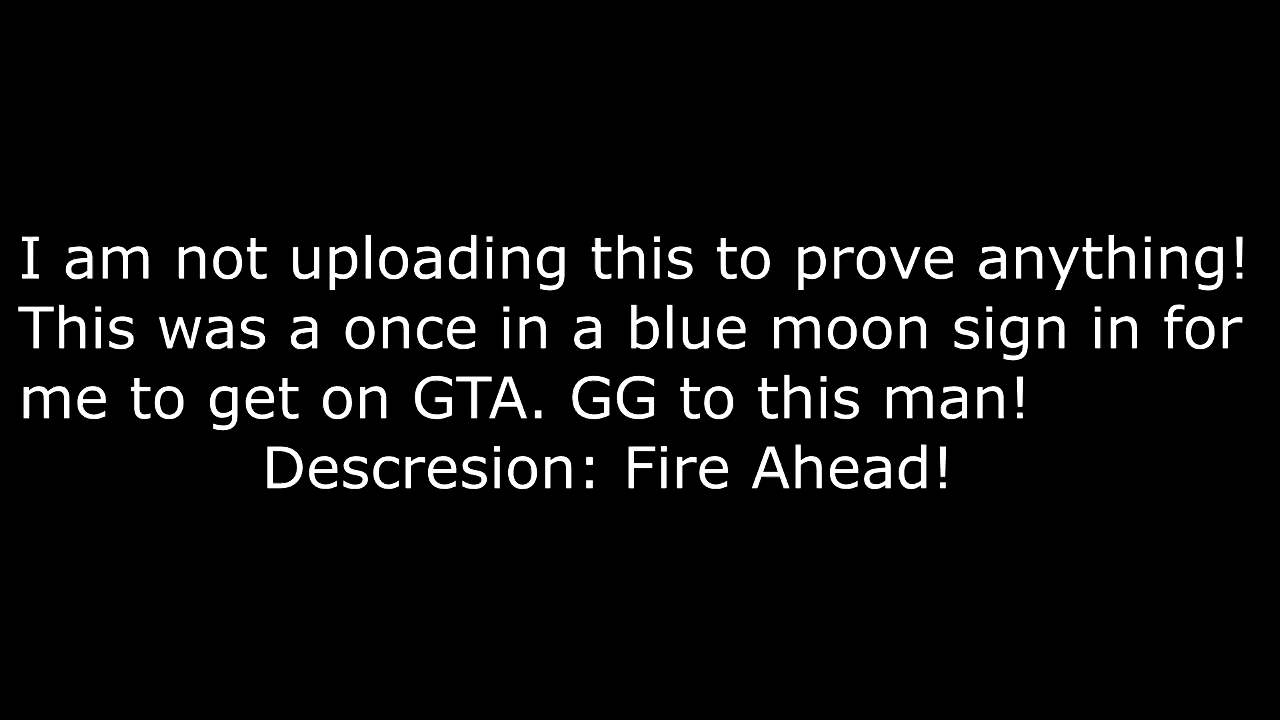 I am not uploading this to prove anything!
This was a once in a blue moon sign in for
me to get on GTA. GG to this man!
Descresion: Fire Ahead!